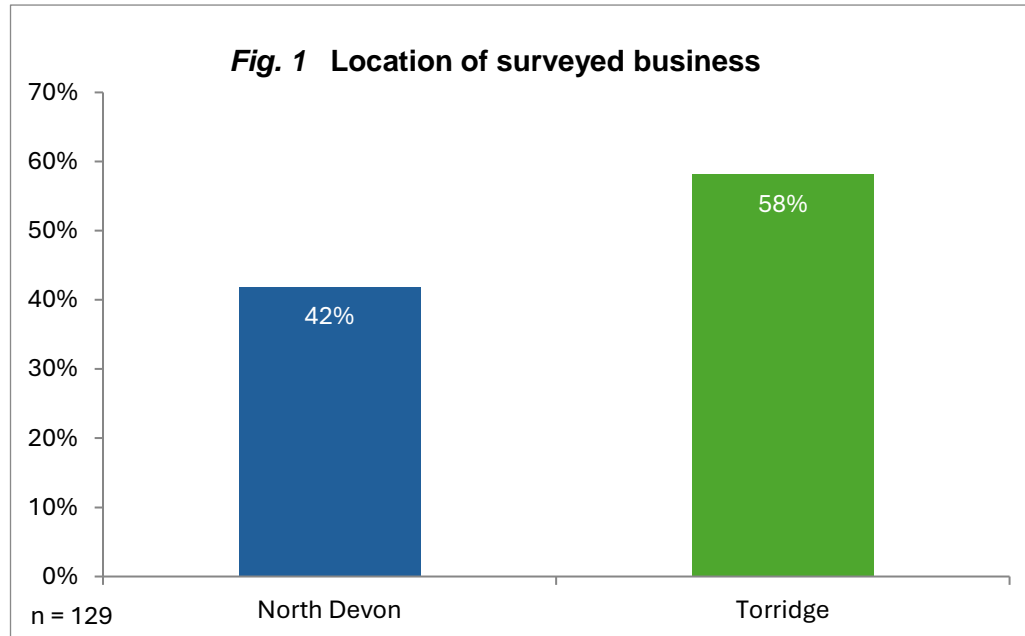 Fig. 1 Location of surveyed business
70%
60%
50%
40%
30%
20%
10%
0%
42%
58%
North Devon
Torridge
n = 129